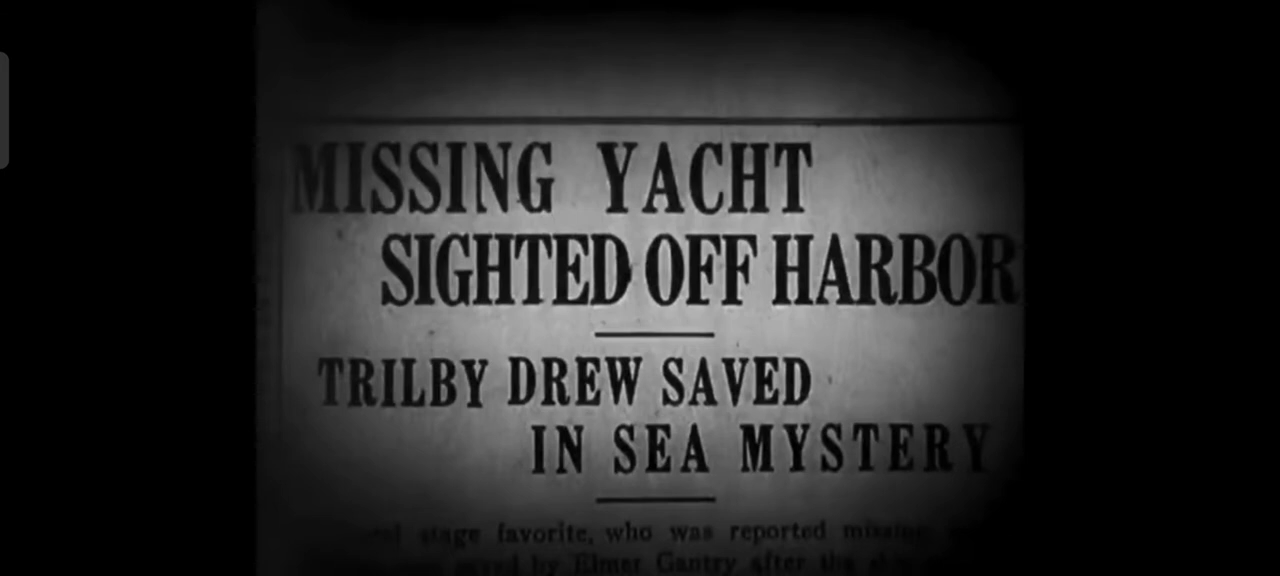 MISSING YACHT
SIGHTED OFF HARBOR
TRILBY DREW SAVED
IN SEA MYSTERY
stage favorite, who was reported missing
by Elmer Gantry after the